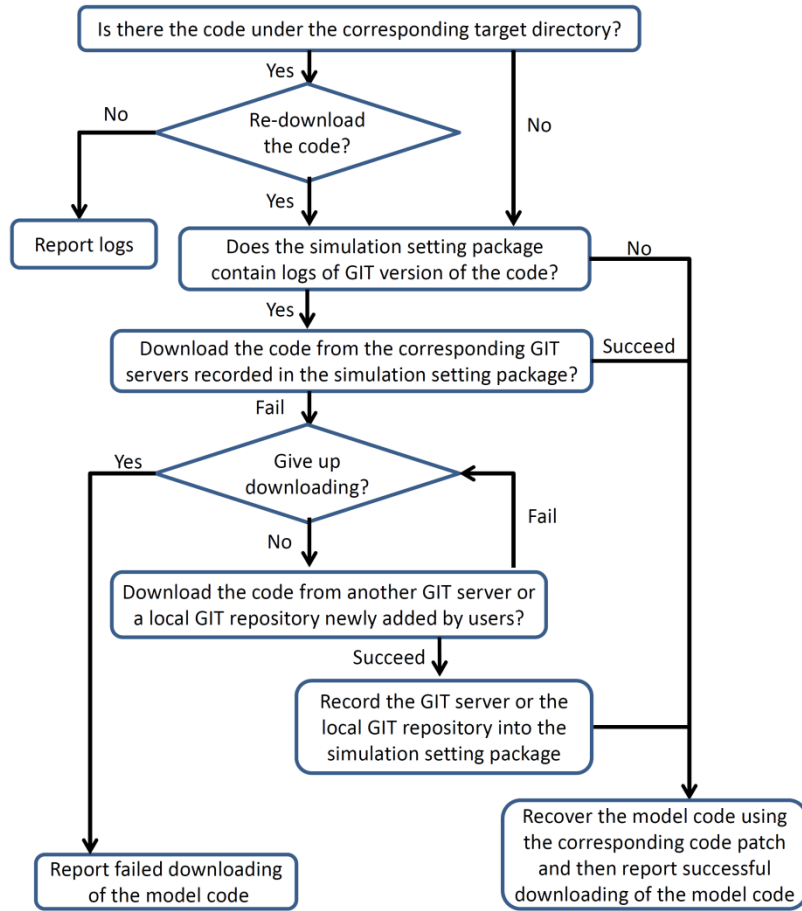 Is there the code under the corresponding target directory?
Yes
No
Re-download
the code?
No
Yes
Report logs
Does the simulation setting package
contain logs of GIT version of the code?
No
Yes
Download the code from the corresponding GIT
servers recorded in the simulation setting package?
Succeed
Fail
Yes
Give up
downloading?
Fail
No
Download the code from another GIT server or
a local GIT repository newly added by users?
Succeed
Record the GIT server or the
local GIT repository into the
simulation setting package
Report failed downloading
of the model code
Recover the model code using
the corresponding code patch
and then report successful
downloading of the model code